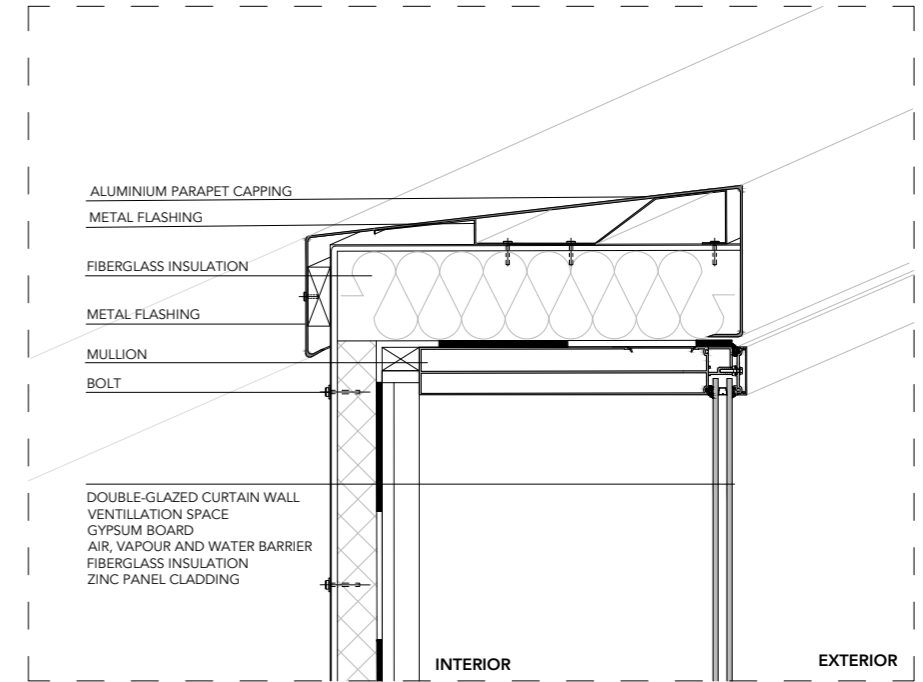 ALUMINIUM PARAPET CAPPING
METAL FLASHING
FIBERGLASS INSULATION
METAL FLASHING
MULLION
BOLT
DOUBLE-GLAZED CURTAIN WALL
VENTILLATION SPACE
GYPSUM BOARD
AIR, VAPOUR AND WATER BARRIER
FIBERGLASS INSULATION
ZINC PANEL CLADDING
INTERIOR
EXTERIOR